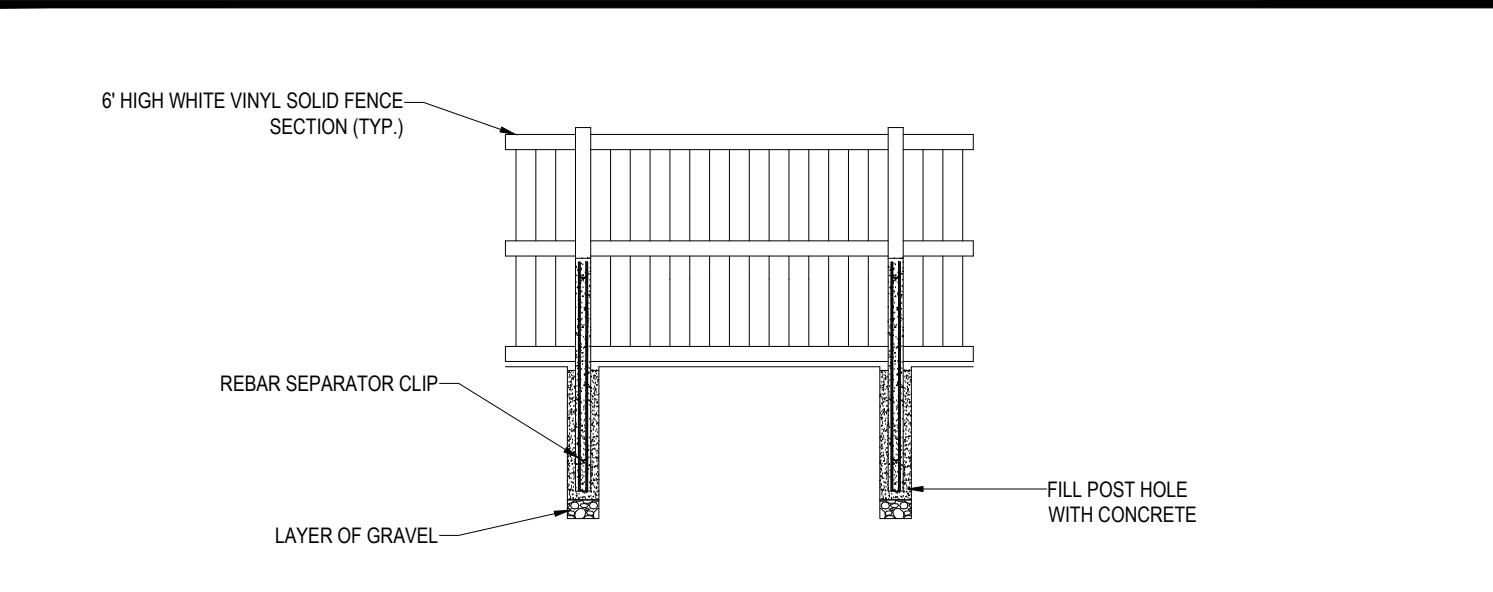 6' HIGH WHITE VINYL SOLID FENCE
SECTION (TYP.)
REBAR SEPARATOR CLIP
LAYER OF GRAVEL
FILL POST HOLE
WITH CONCRETE